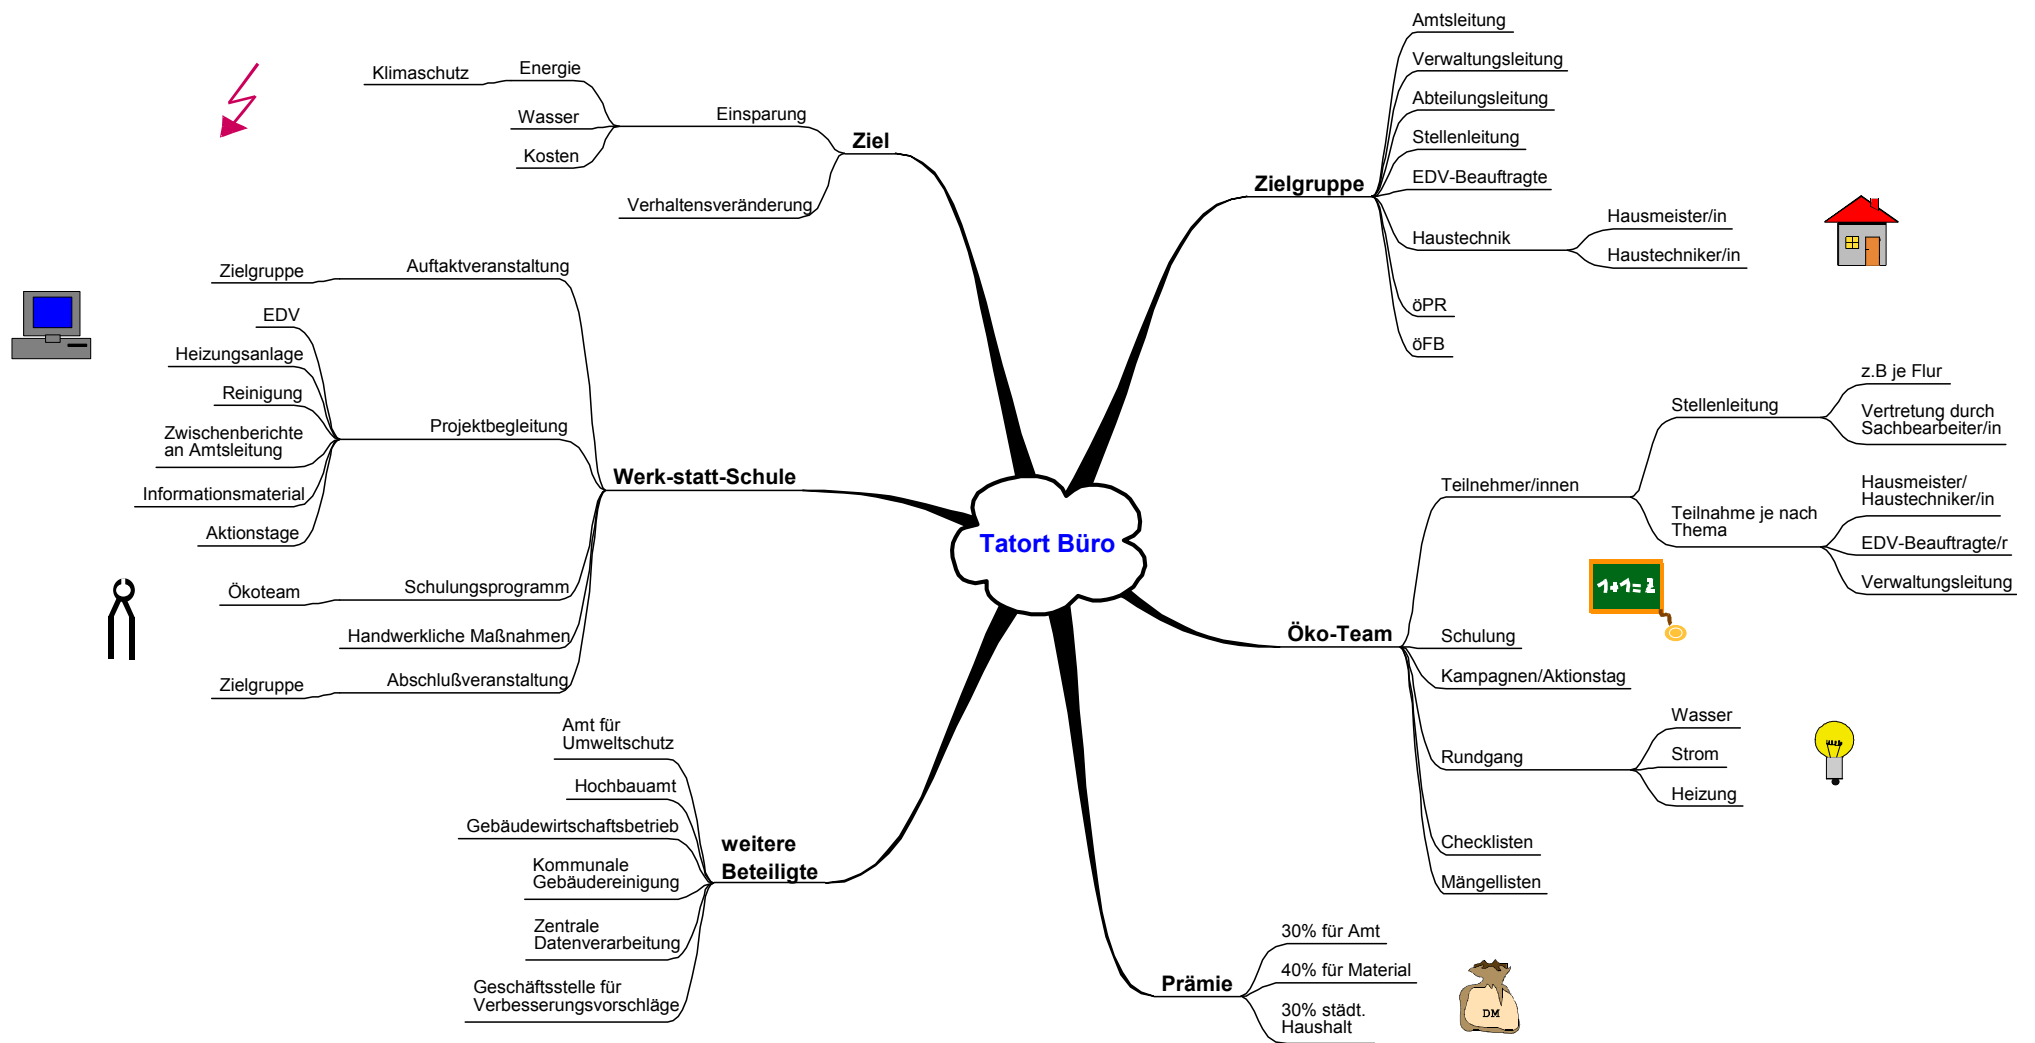 Tatort Büro
Ziel
Einsparung
Energie
Klimaschutz
Wasser
Kosten
Verhaltensveränderung
Zielgruppe
Amtsleitung
Verwaltungsleitung
Abteilungsleitung
Stellenleitung
EDV-Beauftragte
Haustechnik
Hausmeister/in
Haustechniker/in
öPR
öFB
Werk-statt-Schule
Auftaktveranstaltung
Zielgruppe
Projektbegleitung
EDV
Heizungsanlage
Reinigung
Zwischenberichte
an Amtsleitung
Informationsmaterial
Aktionstage
Schulungsprogramm
Ökoteam
Handwerkliche Maßnahmen
Abschlußveranstaltung
Zielgruppe
Öko-Team
Teilnehmer/innen
Stellenleitung
z.B je Flur
Vertretung durch
Sachbearbeiter/in
Teilnahme je nach
Thema
Hausmeister/
Haustechniker/in
EDV-Beauftragte/r
Verwaltungsleitung
1+1=2
Schulung
Kampagnen/Aktionstag
Rundgang
Wasser
Strom
Heizung
Checklisten
Mängellisten
weitere
Beteiligte
Amt für
Umweltschutz
Hochbauamt
Gebäudewirtschaftsbetrieb
Kommunale
Gebäudereinigung
Zentrale
Datenverarbeitung
Geschäftsstelle für
Verbesserungsvorschläge
Prämie
30% für Amt
40% für Material
30% städt.
Haushalt
DM